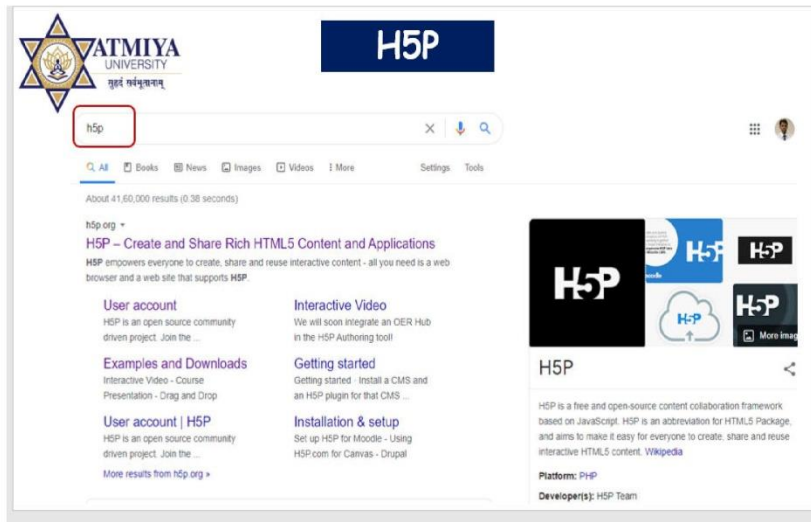 ATMIYA
UNIVERSITY
सुहृदं सर्वभूतानाम्
H5P
h5p
All Books News Images Videos More Settings Tools
About 41,60,000 results (0.38 seconds)
h5p.org
H5P – Create and Share Rich HTML5 Content and Applications
H5P empowers everyone to create, share and reuse interactive content - all you need is a web
browser and a web site that supports H5P.
User account
H5P is an open source community
driven project. Join the ...
Interactive Video
We will soon integrate an OER Hub
in the H5P Authoring tool!
Examples and Downloads
Interactive Video - Course
Presentation - Drag and Drop
Getting started
Getting started · Install a CMS and
an H5P plugin for that CMS ...
User account | H5P
H5P is an open source community
driven project. Join the ...
Installation & setup
Set up H5P for Moodle - Using
H5P.com for Canvas - Drupal
More results from h5p.org »
H5P
H5P
H5P
H5P
H5P
More imag
H5P
H5P is a free and open-source content collaboration framework
based on JavaScript. H5P is an abbreviation for HTML5 Package,
and aims to make it easy for everyone to create, share and reuse
interactive HTML5 content. Wikipedia
Platform: PHP
Developer(s): H5P Team